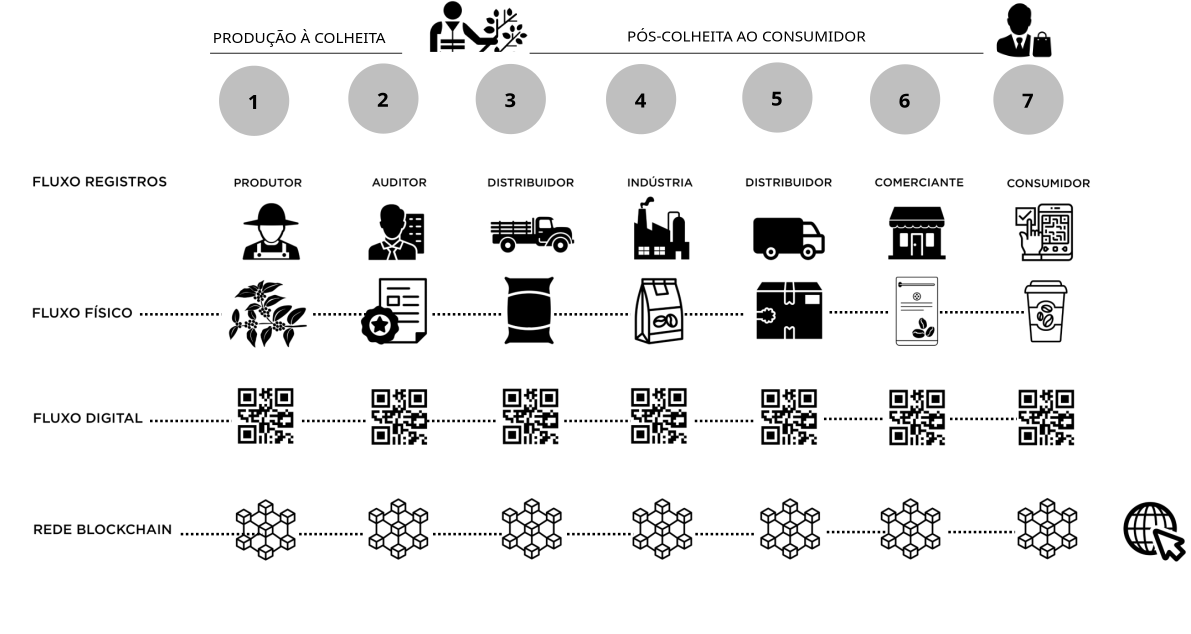 PRODUÇÃO À COLHEITA
PÓS-COLHEITA AO CONSUMIDOR
1 2 3 4 5 6 7
FLUXO REGISTROS PRODUTOR AUDITOR DISTRIBUIDOR INDÚSTRIA DISTRIBUIDOR COMERCIANTE CONSUMIDOR
FLUXO FÍSICO
FLUXO DIGITAL
REDE BLOCKCHAIN